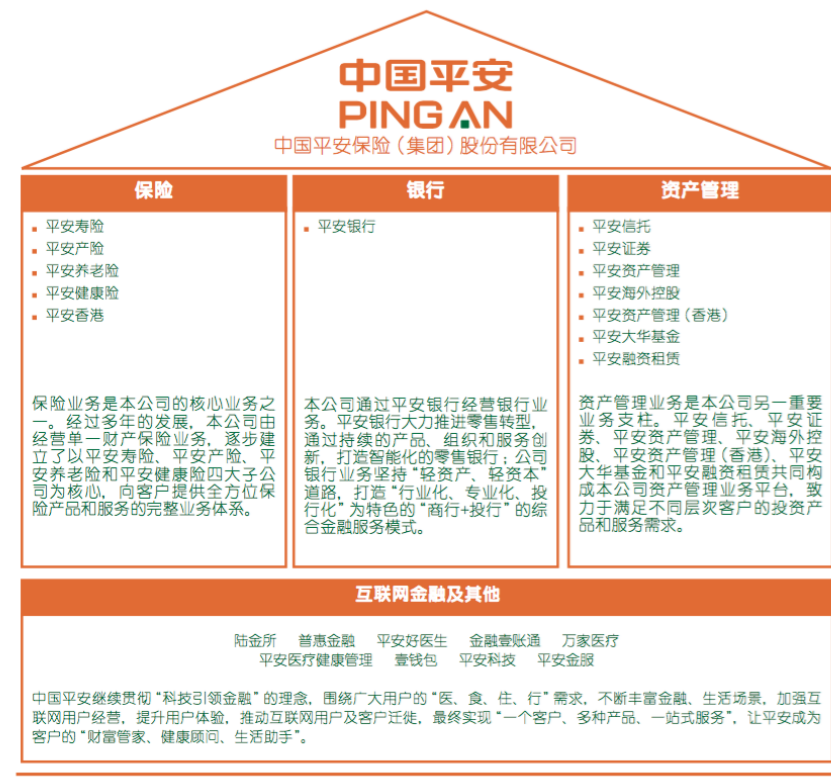 中国平安
PING AN
中国平安保险（集团）股份有限公司
保险
▪ 平安寿险
▪ 平安产险
▪ 平安养老险
▪ 平安健康险
▪ 平安香港
保险业务是本公司的核心业务之
一。经过多年的发展，本公司由
经营单一财产保险业务，逐步建
立了以平安寿险、平安产险、平
安养老险和平安健康险四大子公
司为核心，向客户提供全方位保
险产品和服务的完整业务体系。
银行
▪ 平安银行
本公司通过平安银行经营银行业
务。平安银行大力推进零售转型，
通过持续的产品、组织和服务创
新，打造智能化的零售银行；公司
银行业务坚持“轻资产、轻资本”
道路，打造“行业化、专业化、投
行化”为特色的“商行+投行”的综
合金融服务模式。
资产管理
▪ 平安信托
▪ 平安证券
▪ 平安资产管理
▪ 平安海外控股
▪ 平安资产管理（香港）
▪ 平安大华基金
▪ 平安融资租赁
资产管理业务是本公司另一重要
业务支柱。平安信托、平安证
券、平安资产管理、平安海外控
股、平安资产管理（香港）、平安
大华基金和平安融资租赁共同构
成本公司资产管理业务平台，致
力于满足不同层次客户的投资产
品和服务需求。
互联网金融及其他
陆金所 普惠金融 平安好医生 金融壹账通 万家医疗
平安医疗健康管理 壹钱包 平安科技 平安金服
中国平安继续贯彻“科技引领金融”的理念，围绕广大用户的“医、食、住、行”需求，不断丰富金融、生活场景，加强互
联网用户经营，提升用户体验，推动互联网用户及客户迁徙，最终实现“一个客户、多种产品、一站式服务”，让平安成为
客户的“财富管家、健康顾问、生活助手”。